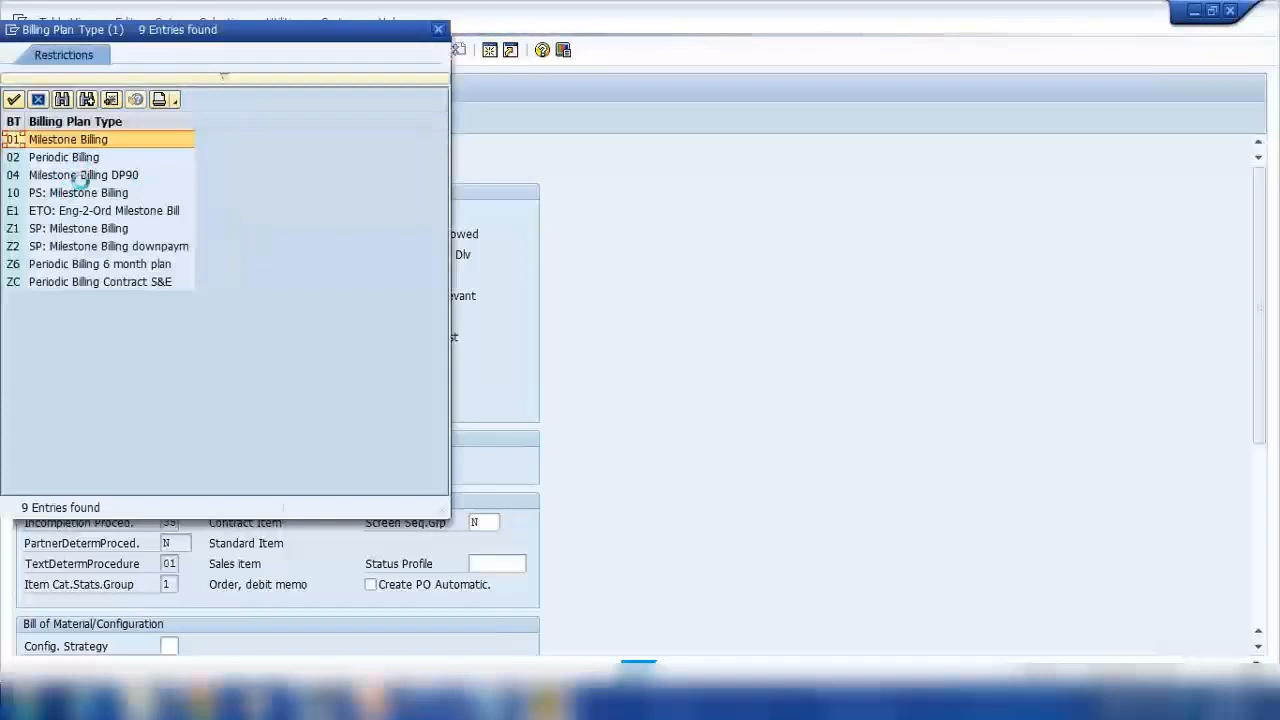 Billing Plan Type (1) 9 Entries found
Restrictions
BT Billing Plan Type
01 Milestone Billing
02 Periodic Billing
04 Milestone Billing DP90
10 PS: Milestone Billing
E1 ETO: Eng-2-Ord Milestone Bill
Z1 SP: Milestone Billing
Z2 SP: Milestone Billing downpaym
Z6 Periodic Billing 6 month plan
ZC Periodic Billing Contract S&E
owed
Dlv
evant
st
9 Entries found
Incompletion Proced. 35 Contract Item Screen Seq.Grp N
PartnerDetermProced. N Standard Item
TextDetermProcedure 01 Sales item Status Profile
Item Cat.Stats.Group 1 Order, debit memo Create PO Automatic.
Bill of Material/Configuration
Config. Strategy